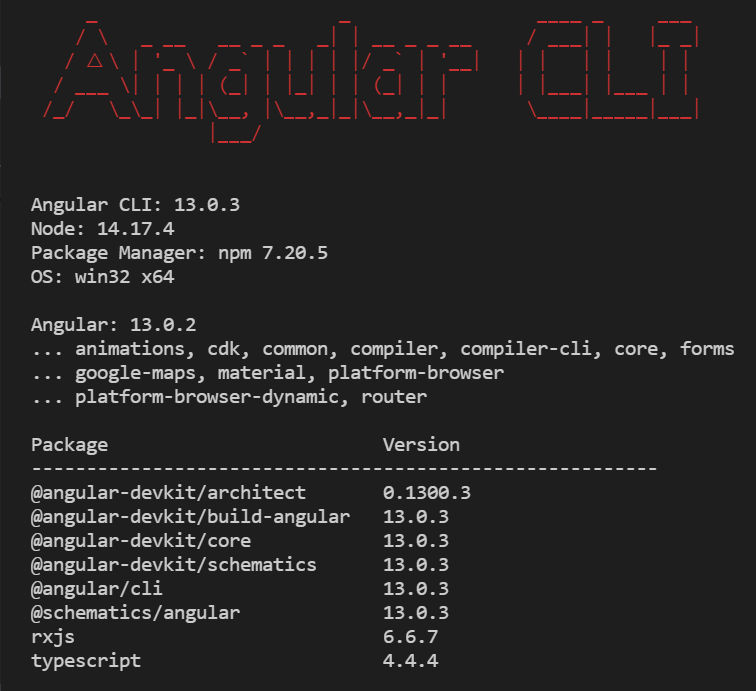 Angular CLI
Angular CLI: 13.0.3
Node: 14.17.4
Package Manager: npm 7.20.5
OS: win32 x64
Angular: 13.0.2
... animations, cdk, common, compiler, compiler-cli, core, forms
... google-maps, material, platform-browser
... platform-browser-dynamic, router
Package Version
---------------------------------------------------------
@angular-devkit/architect 0.1300.3
@angular-devkit/build-angular 13.0.3
@angular-devkit/core 13.0.3
@angular-devkit/schematics 13.0.3
@angular/cli 13.0.3
@schematics/angular 13.0.3
rxjs 6.6.7
typescript 4.4.4